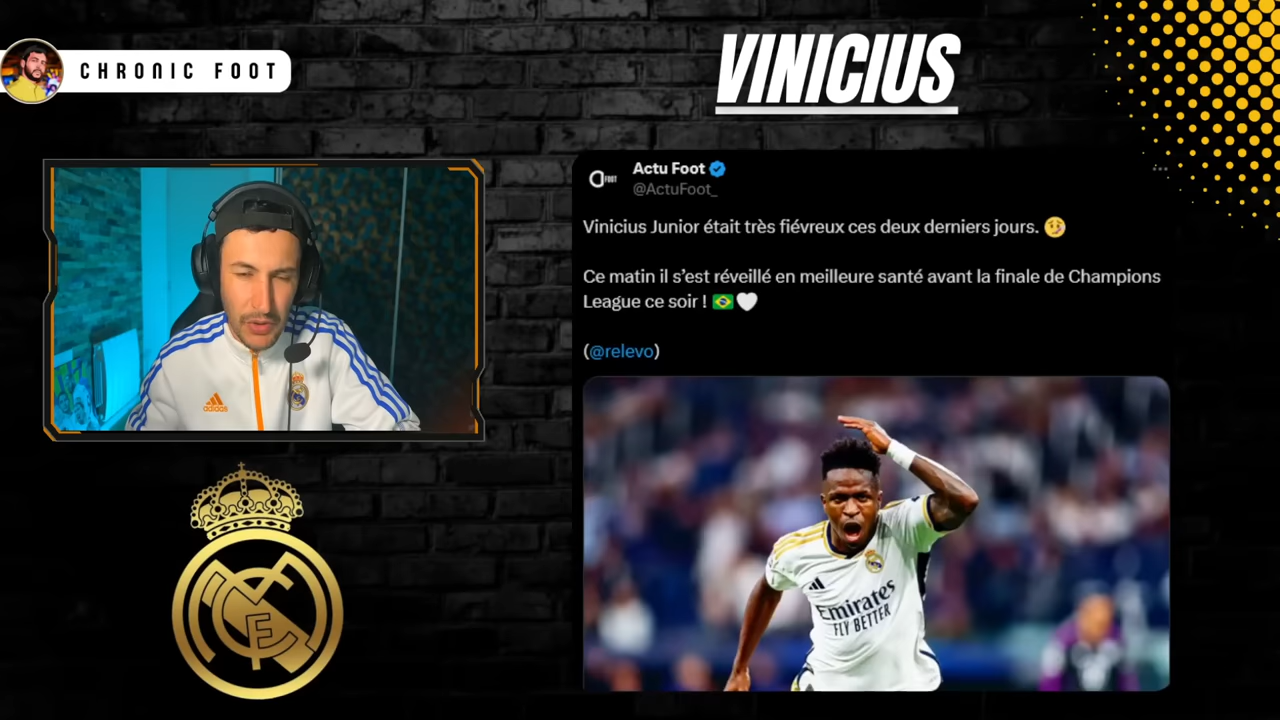 CHRONIC FOOT
VINICIUS
FOOT
Actu Foot
@ActuFoot_
Vinicius Junior était très fiévreux ces deux derniers jours. 🤒
Ce matin il s’est réveillé en meilleure santé avant la finale de Champions
League ce soir ! 🇧🇷🤍
(@relevo)
adidas
Emirates
FLY BETTER